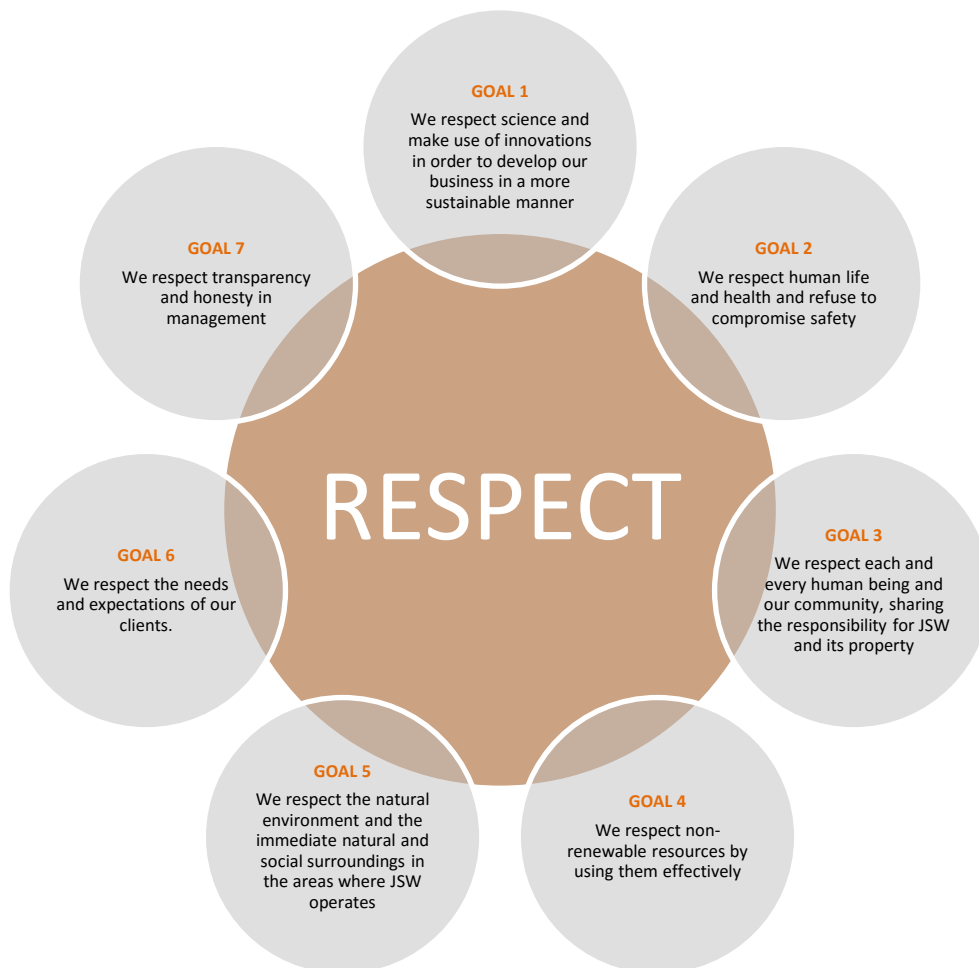 GOAL 1
We respect science and
make use of innovations
in order to develop our
business in a more
sustainable manner
GOAL 2
We respect human life
and health and refuse to
compromise safety
GOAL 3
We respect each and
every human being and
our community, sharing
the responsibility for JSW
and its property
GOAL 4
We respect non-
renewable resources by
using them effectively
GOAL 5
We respect the natural
environment and the
immediate natural and
social surroundings in
the areas where JSW
operates
GOAL 6
We respect the needs
and expectations of our
clients.
GOAL 7
We respect transparency
and honesty in
management
RESPECT